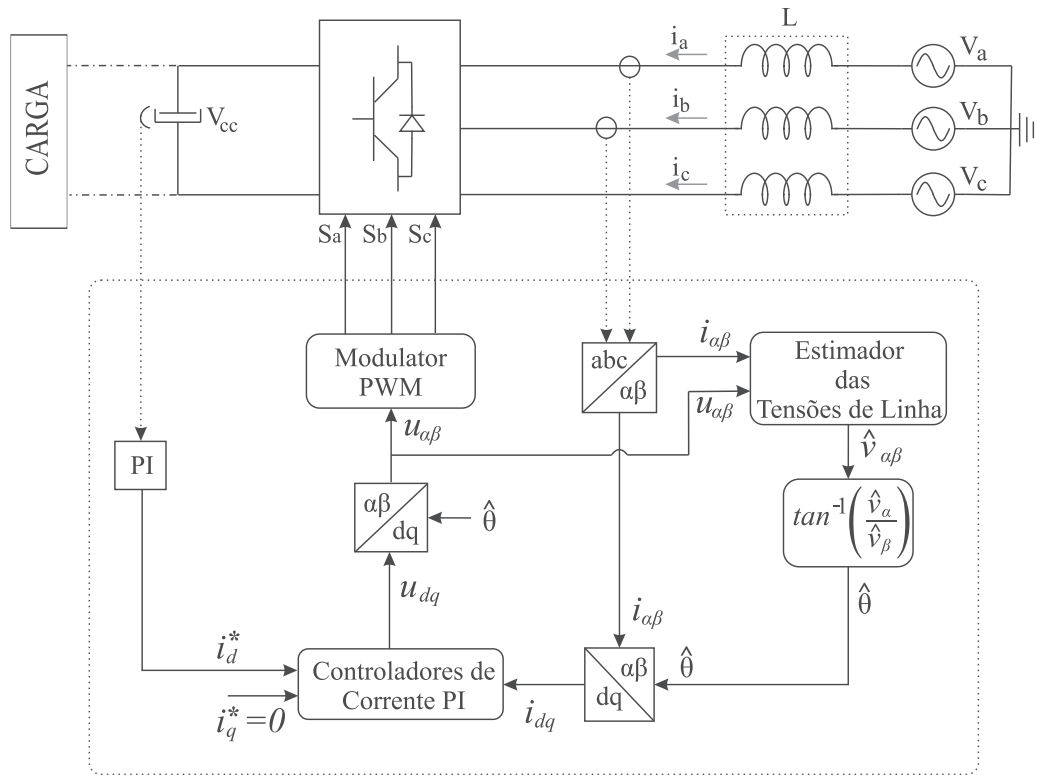 L
i_a
V_a
CARGA
V_cc
i_b
V_b
i_c
V_c
Sa
Sb
Sc
Modulator
PWM
abc
αβ
i_αβ
u_αβ
Estimador
das
Tensões de Linha
u_αβ
v̂_αβ
PI
αβ
dq
θ̂
tan⁻¹(v̂_α/v̂_β)
u_dq
θ̂
i_αβ
i*_d
Controladores de
Corrente PI
i*_q=0
i_dq
αβ
dq
θ̂